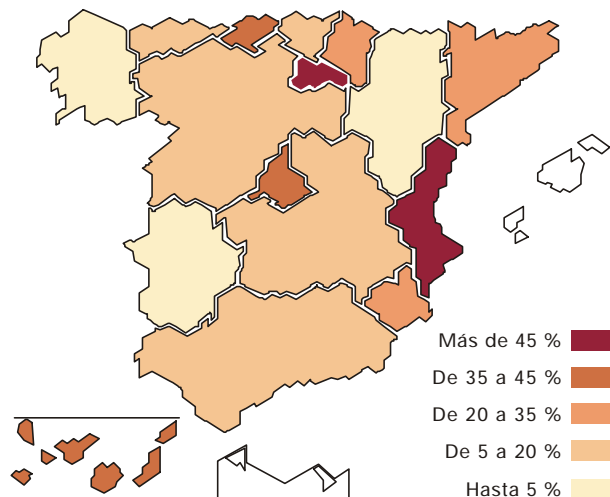 Más de 45 %
De 35 a 45 %
De 20 a 35 %
De 5 a 20 %
Hasta 5 %